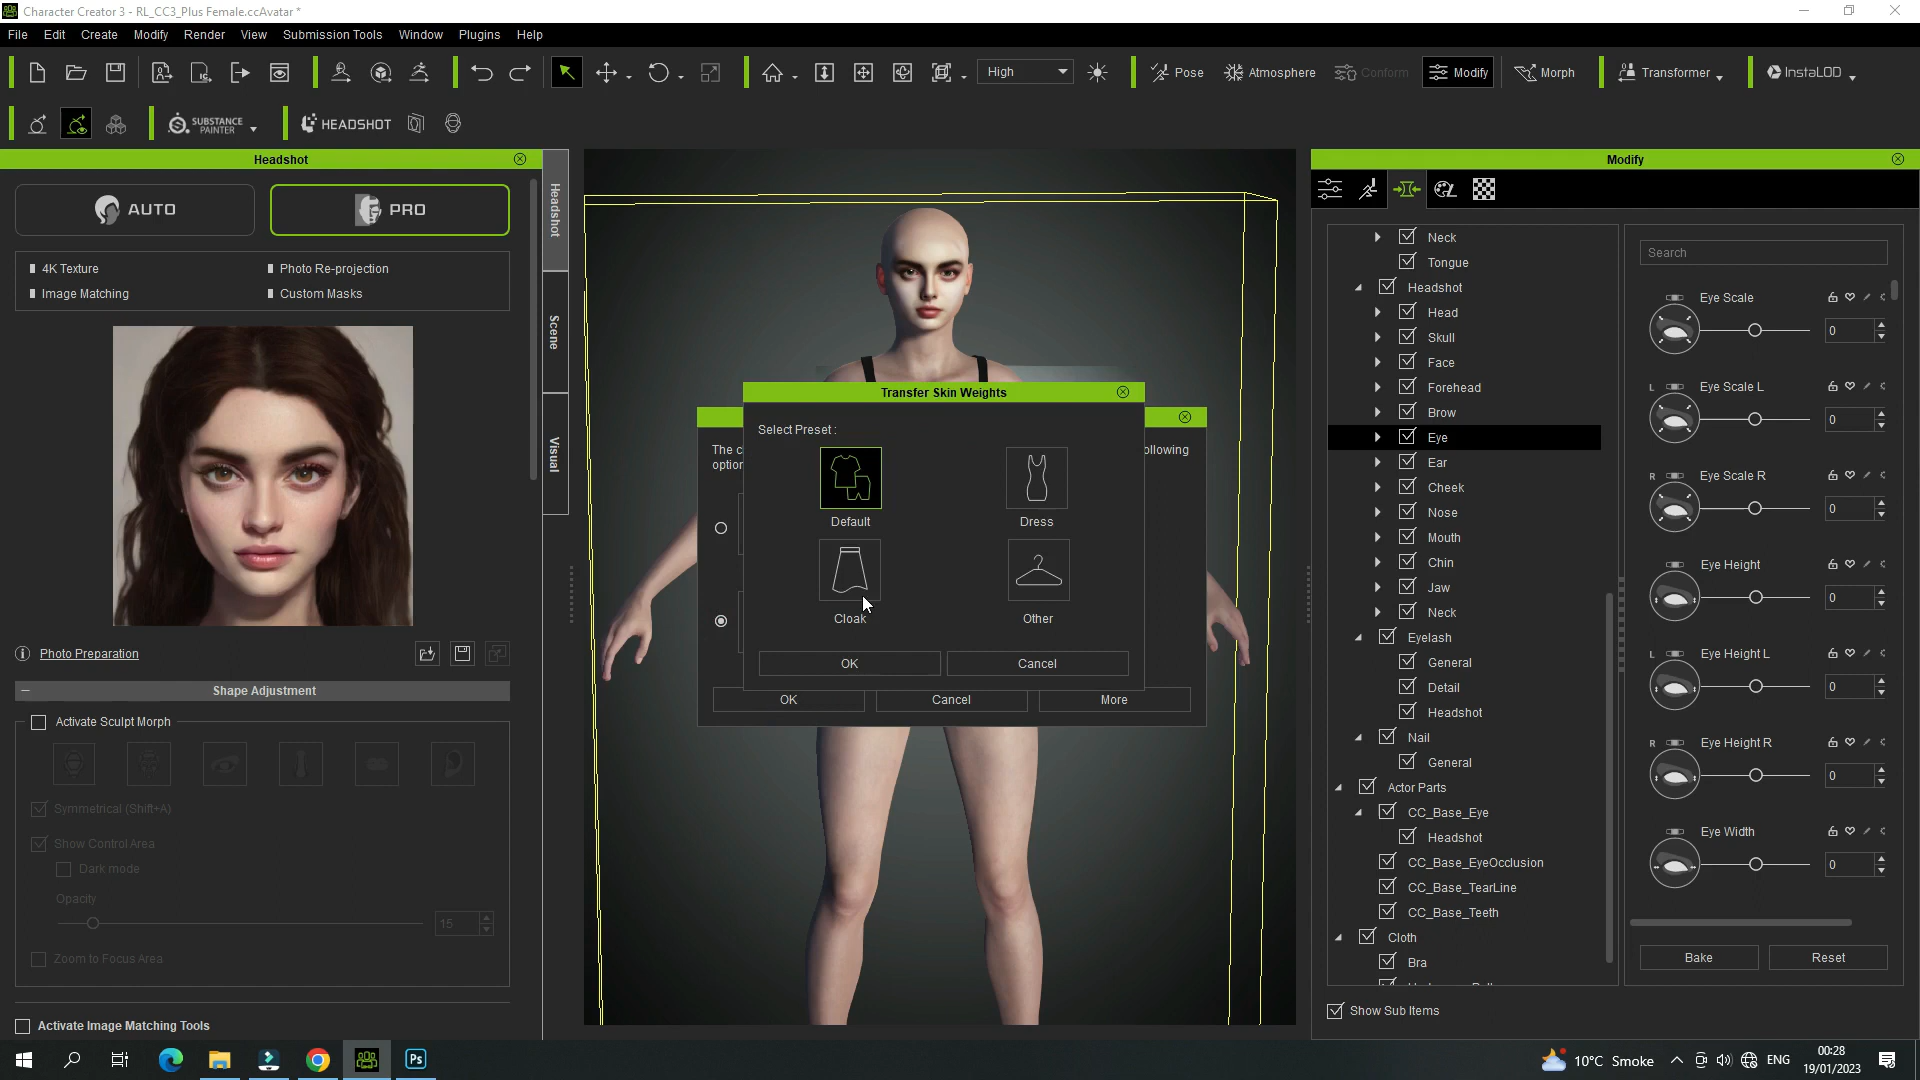 Character Creator 3 - RL_CC3_Plus Female.ccAvatar *
File Edit Create Modify Render View Submission Tools Window Plugins Help
High
Pose Atmosphere Conform Modify Morph Transformer InstaLOD
SUBSTANCE PAINTER
HEADSHOT
Headshot
AUTO
PRO
4K Texture
Photo Re-projection
Image Matching
Custom Masks
Photo Preparation
Shape Adjustment
Activate Sculpt Morph
Symmetrical (Shift+A)
Show Control Area
Dark mode
Opacity
15
Zoom to Focus Area
Activate Image Matching Tools
Headshot
Scene
Visual
Transfer Skin Weights
Select Preset :
Default
Dress
Cloak
Other
OK
Cancel
The c
option
ollowing
OK
Cancel
More
Modify
Neck
Tongue
Headshot
Head
Skull
Face
Forehead
Brow
Eye
Ear
Cheek
Nose
Mouth
Chin
Jaw
Neck
Eyelash
General
Detail
Headshot
Nail
General
Actor Parts
CC_Base_Eye
Headshot
CC_Base_EyeOcclusion
CC_Base_TearLine
CC_Base_Teeth
Cloth
Bra
Show Sub Items
Search
Eye Scale
0
L Eye Scale L
0
R Eye Scale R
0
Eye Height
0
L Eye Height L
0
R Eye Height R
0
Eye Width
0
Bake
Reset
Ps
10°C Smoke
ENG
00:28
19/01/2023